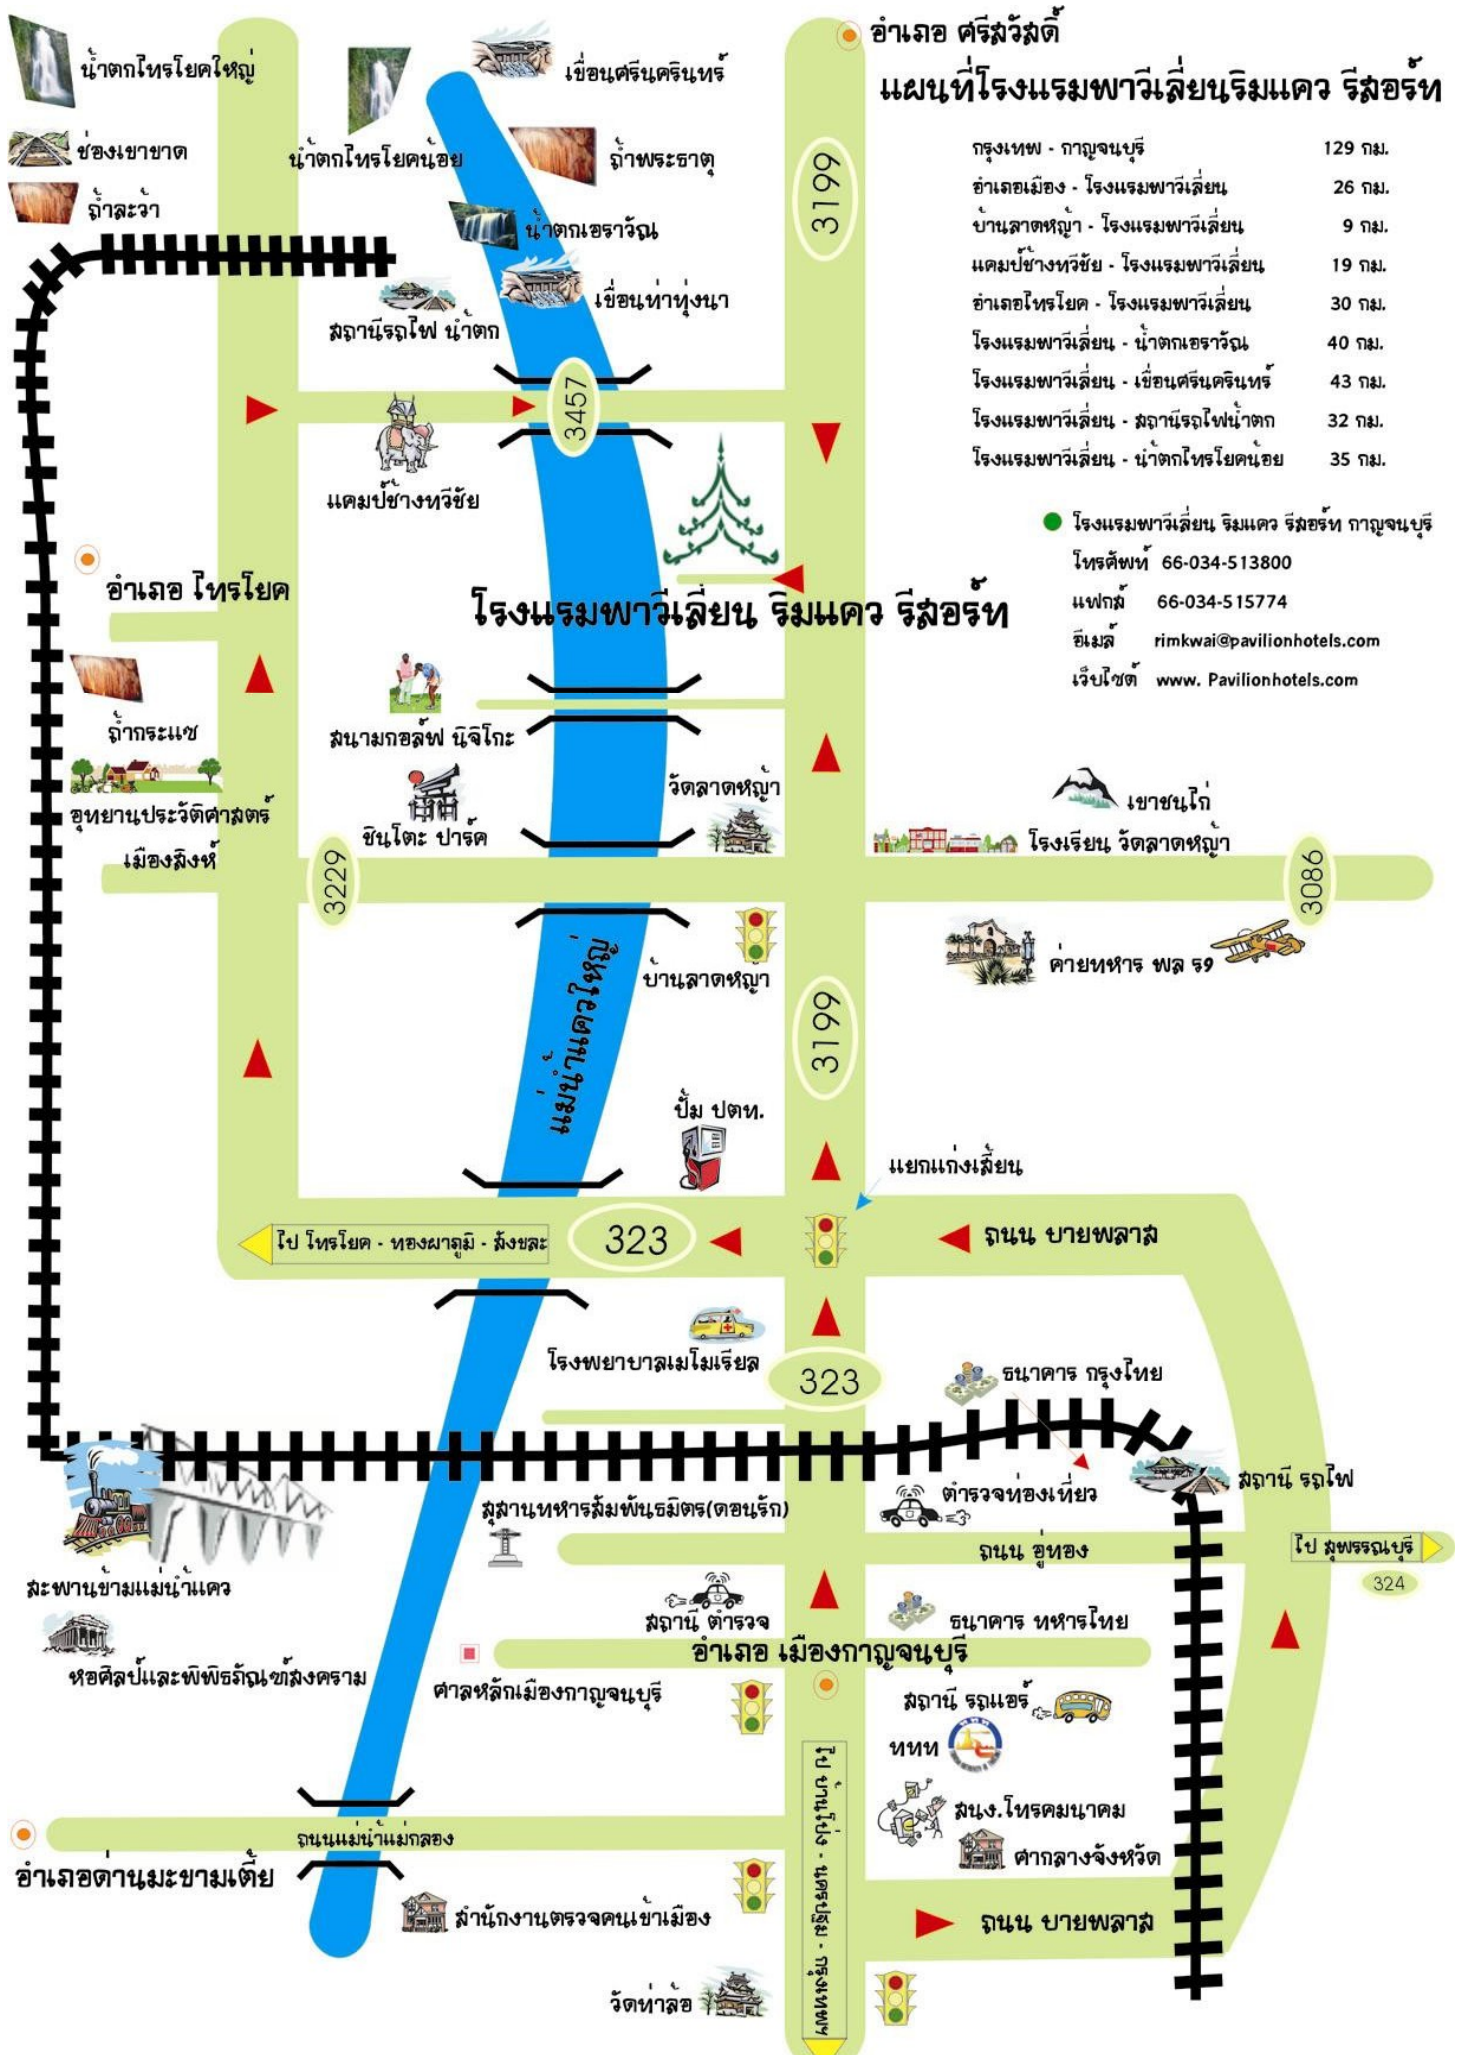 อำเภอ ศรีสวัสดิ์
แผนที่โรงแรมพาวีเลี่ยนริมแคว รีสอร์ท
น้ำตกไทรโยคใหญ่
เขื่อนศรีนครินทร์
ช่องเขาขาด
น้ำตกไทรโยคน้อย
ถ้ำพระธาตุ
ถ้ำละว้า
น้ำตกเอราวัณ
3199
กรุงเทพ - กาญจนบุรี 129 กม.
อำเภอเมือง - โรงแรมพาวีเลี่ยน 26 กม.
บ้านลาดหญ้า - โรงแรมพาวีเลี่ยน 9 กม.
แคมป์ช้างทวีชัย - โรงแรมพาวีเลี่ยน 19 กม.
อำเภอไทรโยค - โรงแรมพาวีเลี่ยน 30 กม.
โรงแรมพาวีเลี่ยน - น้ำตกเอราวัณ 40 กม.
โรงแรมพาวีเลี่ยน - เขื่อนศรีนครินทร์ 43 กม.
โรงแรมพาวีเลี่ยน - สถานีรถไฟน้ำตก 32 กม.
โรงแรมพาวีเลี่ยน - น้ำตกไทรโยคน้อย 35 กม.
เขื่อนท่าทุ่งนา
สถานีรถไฟ น้ำตก
3457
แคมป์ช้างทวีชัย
โรงแรมพาวีเลี่ยน ริมแคว รีสอร์ท กาญจนบุรี
โทรศัพท์ 66-034-513800
แฟกส์ 66-034-515774
อีเมล์ rimkwai@pavilionhotels.com
เว็บไซต์ www. Pavilionhotels.com
อำเภอ ไทรโยค
โรงแรมพาวีเลี่ยน ริมแคว รีสอร์ท
ถ้ำกระแซ
สนามกอล์ฟ นิจิโกะ
วัดลาดหญ้า
เขาชนไก่
อุทยานประวัติศาสตร์
เมืองสิงห์
ชินโตะ ปาร์ค
โรงเรียน วัดลาดหญ้า
3229
3086
บ้านลาดหญ้า
ค่ายทหาร พล ร9
แม่น้ำแควใหญ่
3199
ปั้ม ปตท.
แยกแก่งเสี้ยน
ไป ไทรโยค - ทองผาภูมิ - สังขละ
323
ถนน บายพลาส
โรงพยาบาลเมโมเรียล
323
ธนาคาร กรุงไทย
สถานี รถไฟ
สุสานทหารสัมพันธมิตร(ดอนรัก)
ตำรวจท่องเที่ยว
ถนน อู่ทอง
ไป สุพรรณบุรี
324
สะพานข้ามแม่น้ำแคว
สถานี ตำรวจ
ธนาคาร ทหารไทย
อำเภอ เมืองกาญจนบุรี
หอศิลป์และพิพิธภัณฑ์สงคราม
ศาลหลักเมืองกาญจนบุรี
สถานี รถแอร์
ททท
ททท
ไป บ้านโป่ง - นครปฐม - กรุงเทพฯ
สนง.โทรคมนาคม
ถนนแม่น้ำแม่กลอง
ศากลางจังหวัด
อำเภอด่านมะขามเตี้ย
สำนักงานตรวจคนเข้าเมือง
ถนน บายพลาส
วัดท่าล้อ